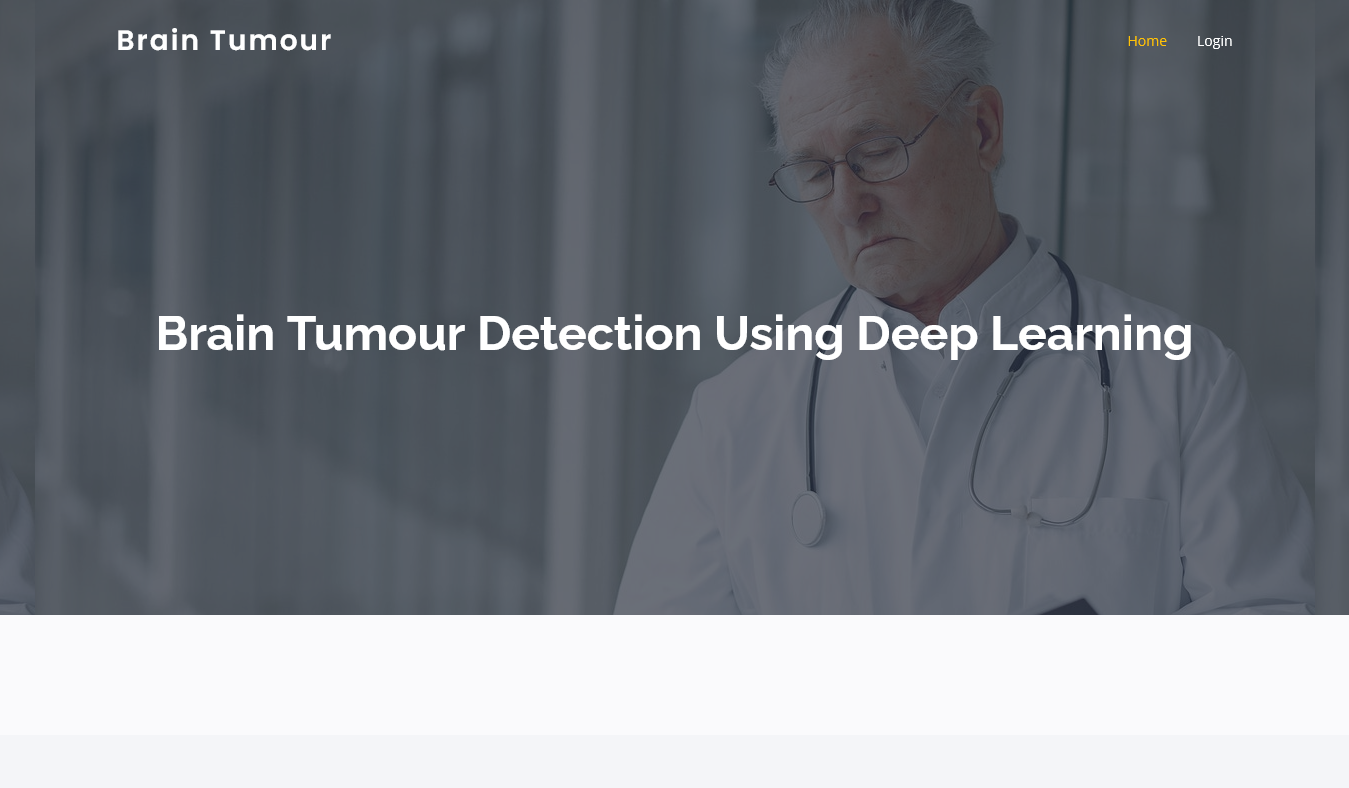 Brain Tumour
Home Login
Brain Tumour Detection Using Deep Learning